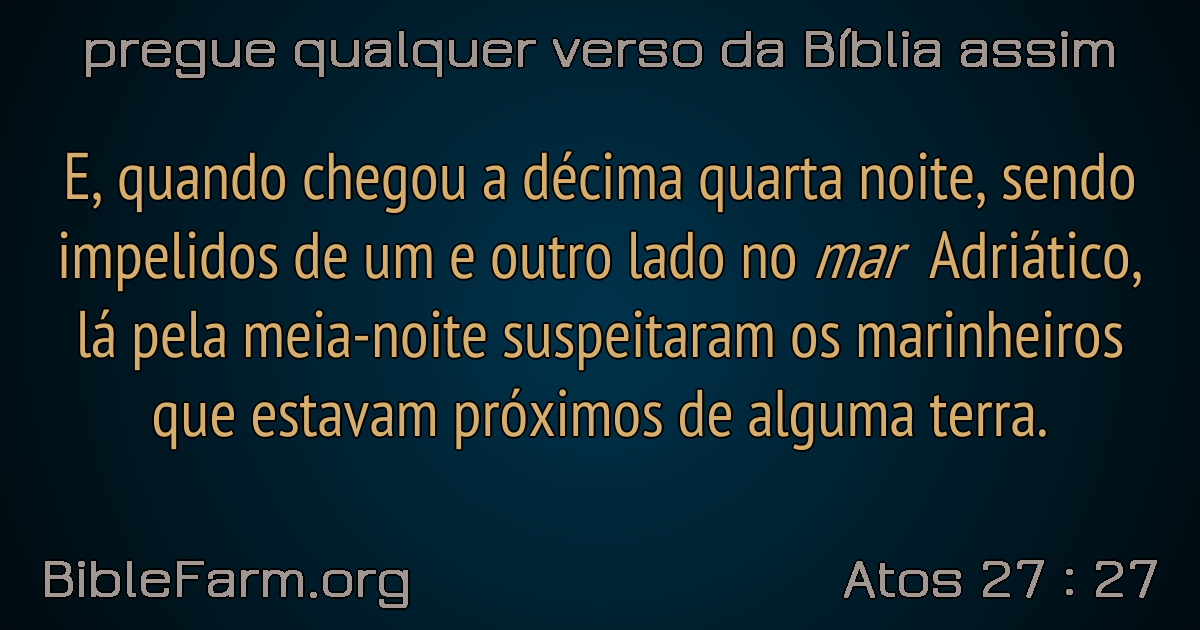 pregue qualquer verso da Bíblia assim
E, quando chegou a décima quarta noite, sendo
impelidos de um e outro lado no mar Adriático,
lá pela meia-noite suspeitaram os marinheiros
que estavam próximos de alguma terra.
BibleFarm.org
Atos 27 : 27